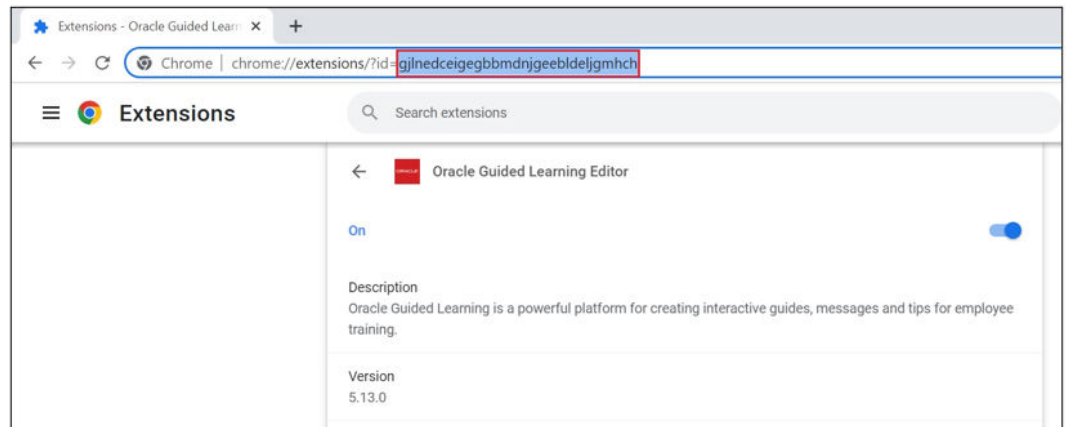 Extensions - Oracle Guided Learn
Chrome | chrome://extensions/?id=gjlnedceigegbbmdnjgeebldeljgmhch
Extensions
Search extensions
ORACLE
Oracle Guided Learning Editor
On
Description
Oracle Guided Learning is a powerful platform for creating interactive guides, messages and tips for employee
training.
Version
5.13.0